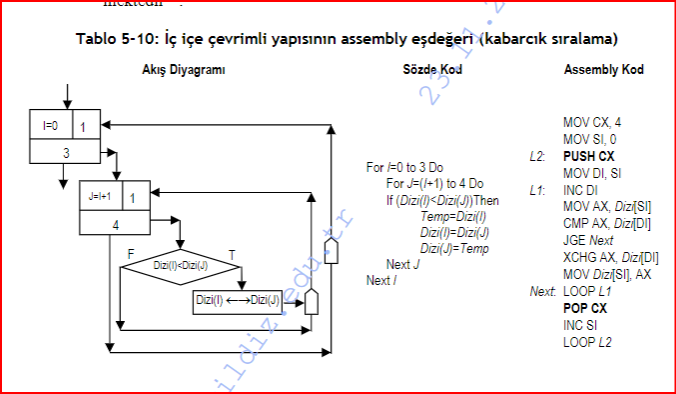 Tablo 5-10: İç içe çevrimli yapısının assembly eşdeğeri (kabarcık sıralama)
Akış Diyagramı
I=0 1
3
J=I+1 1
4
F
T
Dizi(I)<Dizi(J)
Dizi(I) ←→Dizi(J)
Sözde Kod
For I=0 to 3 Do
For J=(I+1) to 4 Do
If (Dizi(I)<Dizi(J))Then
Temp=Dizi(I)
Dizi(I)=Dizi(J)
Dizi(J)=Temp
Next J
Next I
Assembly Kod
MOV CX, 4
MOV SI, 0
L2: PUSH CX
MOV DI, SI
L1: INC DI
MOV AX, Dizi[SI]
CMP AX, Dizi[DI]
JGE Next
XCHG AX, Dizi[DI]
MOV Dizi[SI], AX
Next: LOOP L1
POP CX
INC SI
LOOP L2
23.11.2
ildiz.edu.tr